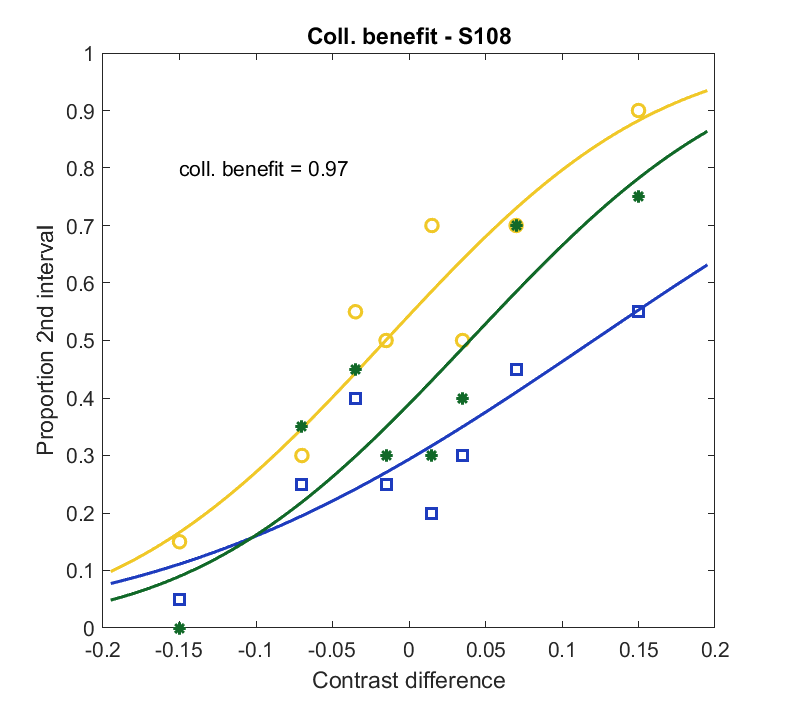 Coll. benefit - S108
1
0.9
0.8
0.7
0.6
0.5
0.4
0.3
0.2
0.1
0
coll. benefit = 0.97
Proportion 2nd interval
-0.2 -0.15 -0.1 -0.05 0 0.05 0.1 0.15 0.2
Contrast difference